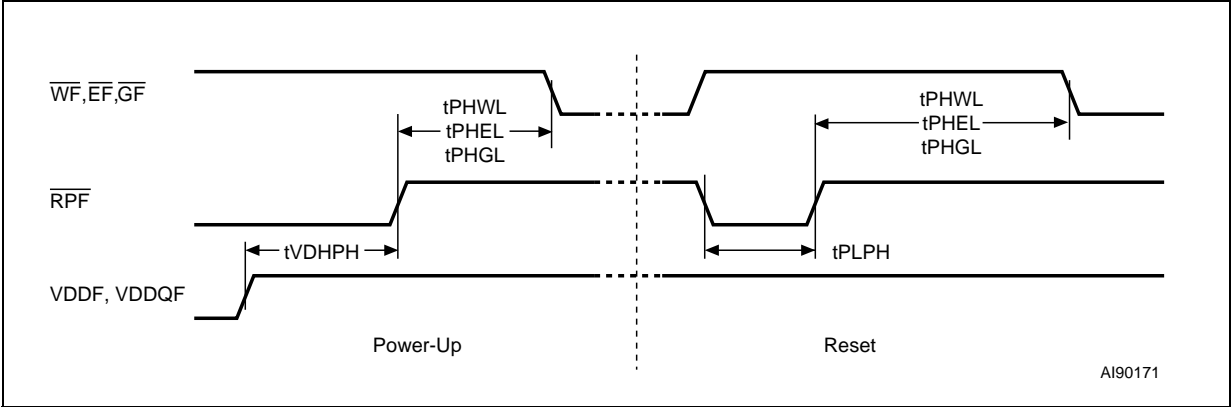 WF,EF,GF
tPHWL
tPHEL
tPHGL
tPHWL
tPHEL
tPHGL
RPF
tVDHPH
tPLPH
VDDF, VDDQF
Power-Up
Reset
AI90171